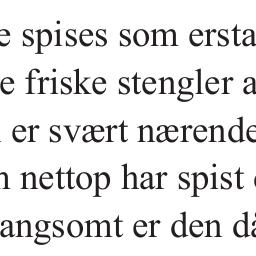 e spises som ersta
e friske stengler a
er svært nærende
n nettop har spist
angsomt er den då